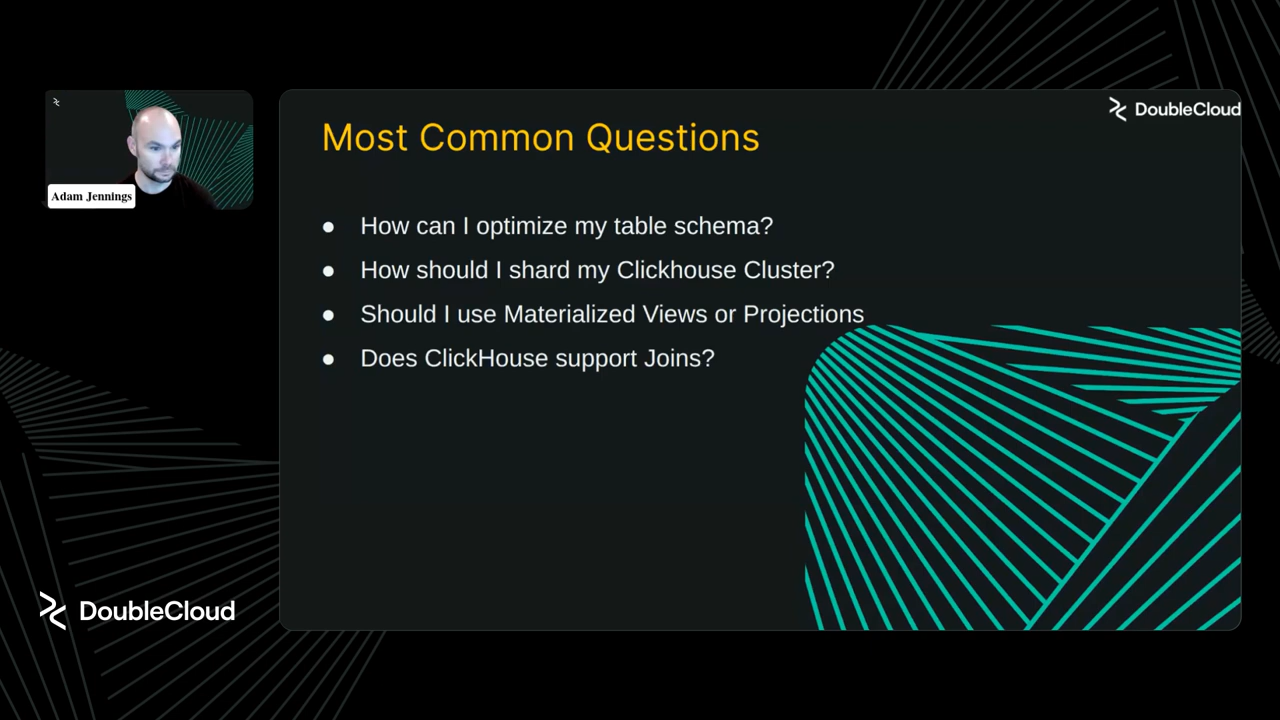 DoubleCloud
Most Common Questions
Adam Jennings
● How can I optimize my table schema?
● How should I shard my Clickhouse Cluster?
● Should I use Materialized Views or Projections
● Does ClickHouse support Joins?
DoubleCloud